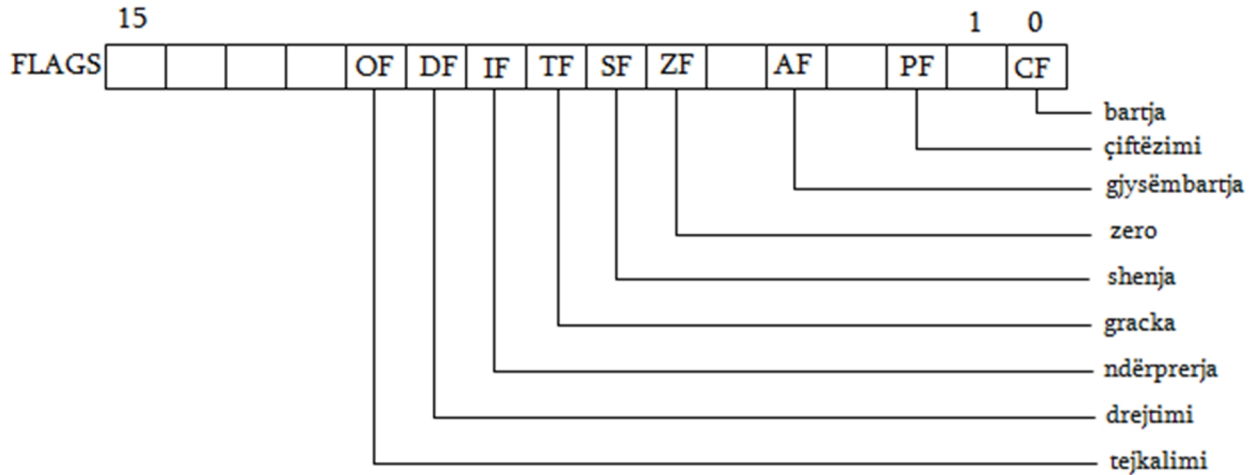 15 1 0
FLAGS OF DF IF TF SF ZF AF PF CF
bartja
çiftëzimi
gjysëmbartja
zero
shenja
gracka
ndërprerja
drejtimi
tejkalimi